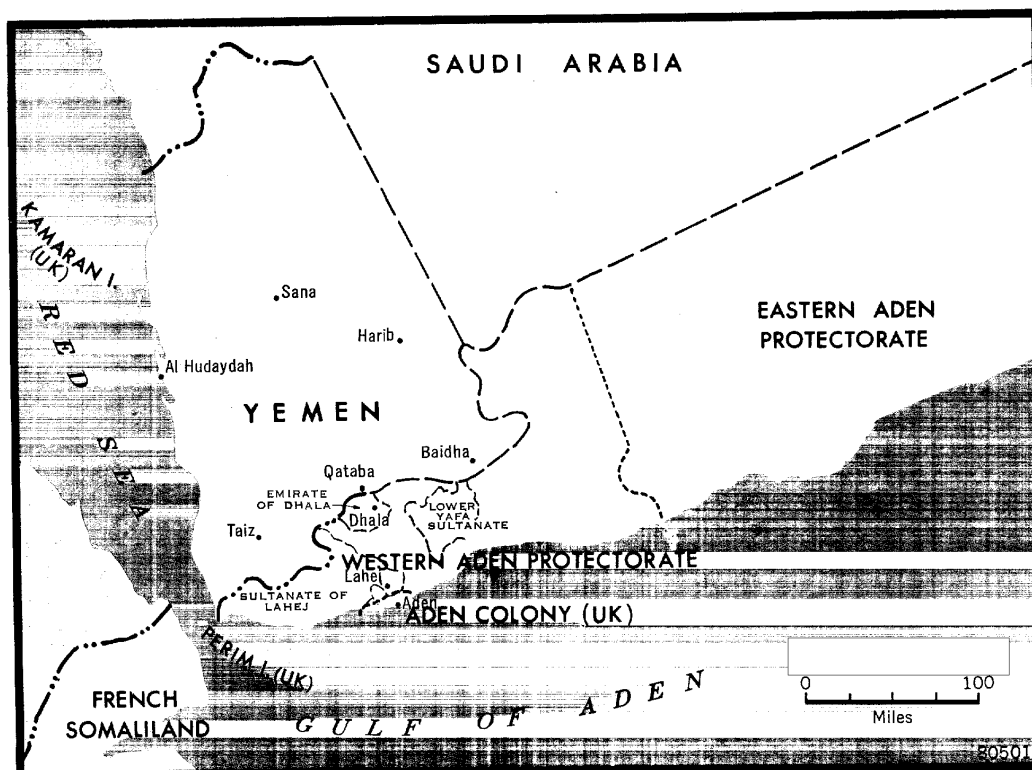 SAUDI ARABIA
KAMARAN I.
(UK)
Sana
EASTERN ADEN
PROTECTORATE
Harib
RED SEA
Al Hudaydah
YEMEN
Baidha
Qataba
EMIRATE
OF DHALA
Dhala
LOWER
YAFA
SULTANATE
Taiz
WESTERN ADEN PROTECTORATE
Lahej
SULTANATE OF
LAHEJ
Aden
ADEN COLONY (UK)
PERIM I. (UK)
FRENCH
SOMALILAND
GULF OF ADEN
0 100
Miles
80501